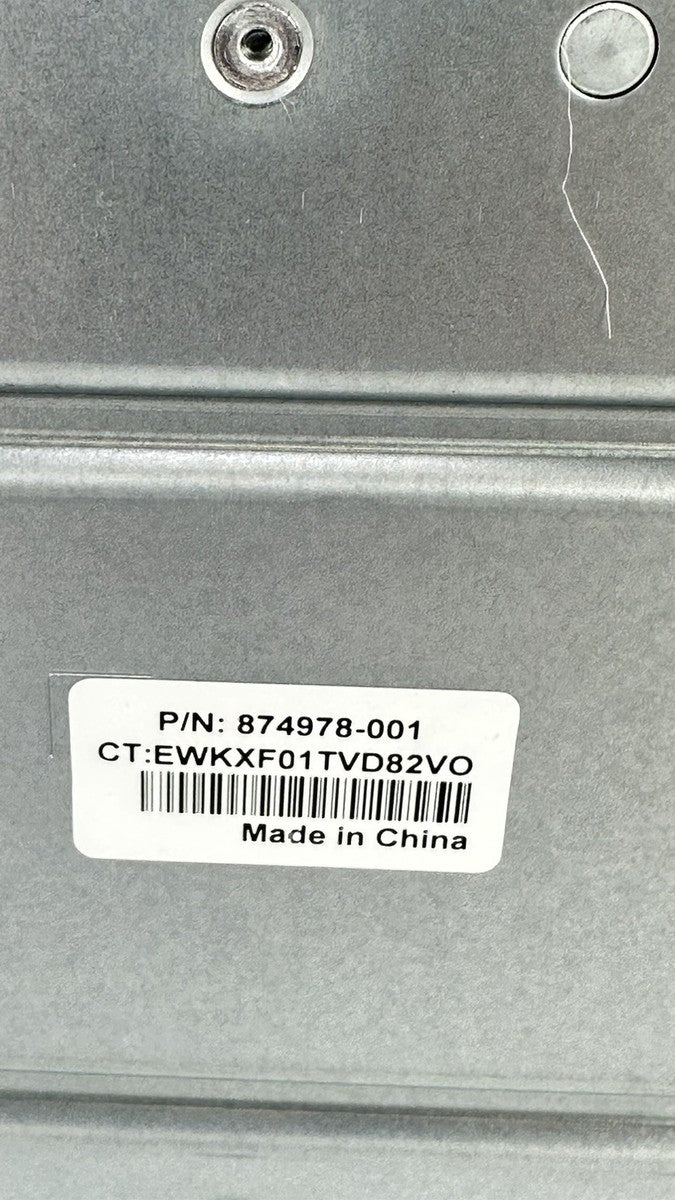 P/N: 874978-001
CT:EWKXF01TVD82VO
Made in China